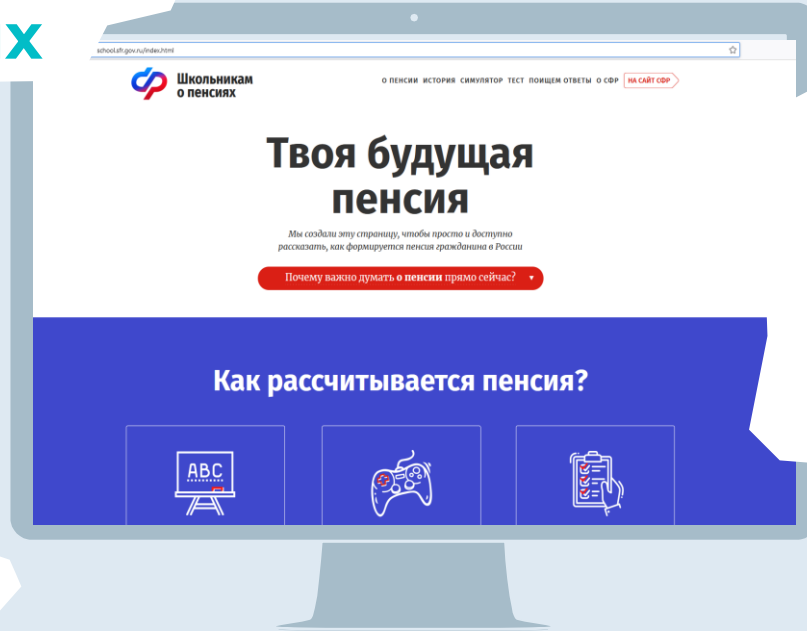 х
school.sfr.gov.ru/index.html
Школьникам
о пенсиях
О ПЕНСИИ ИСТОРИЯ СИМУЛЯТОР ТЕСТ ПОИЩЕМ ОТВЕТЫ О СФР НА САЙТ СФР
Твоя будущая
пенсия
Мы создали эту страницу, чтобы просто и доступно
рассказать, как формируется пенсия гражданина в России
Почему важно думать о пенсии прямо сейчас?
Как рассчитывается пенсия?
ABC